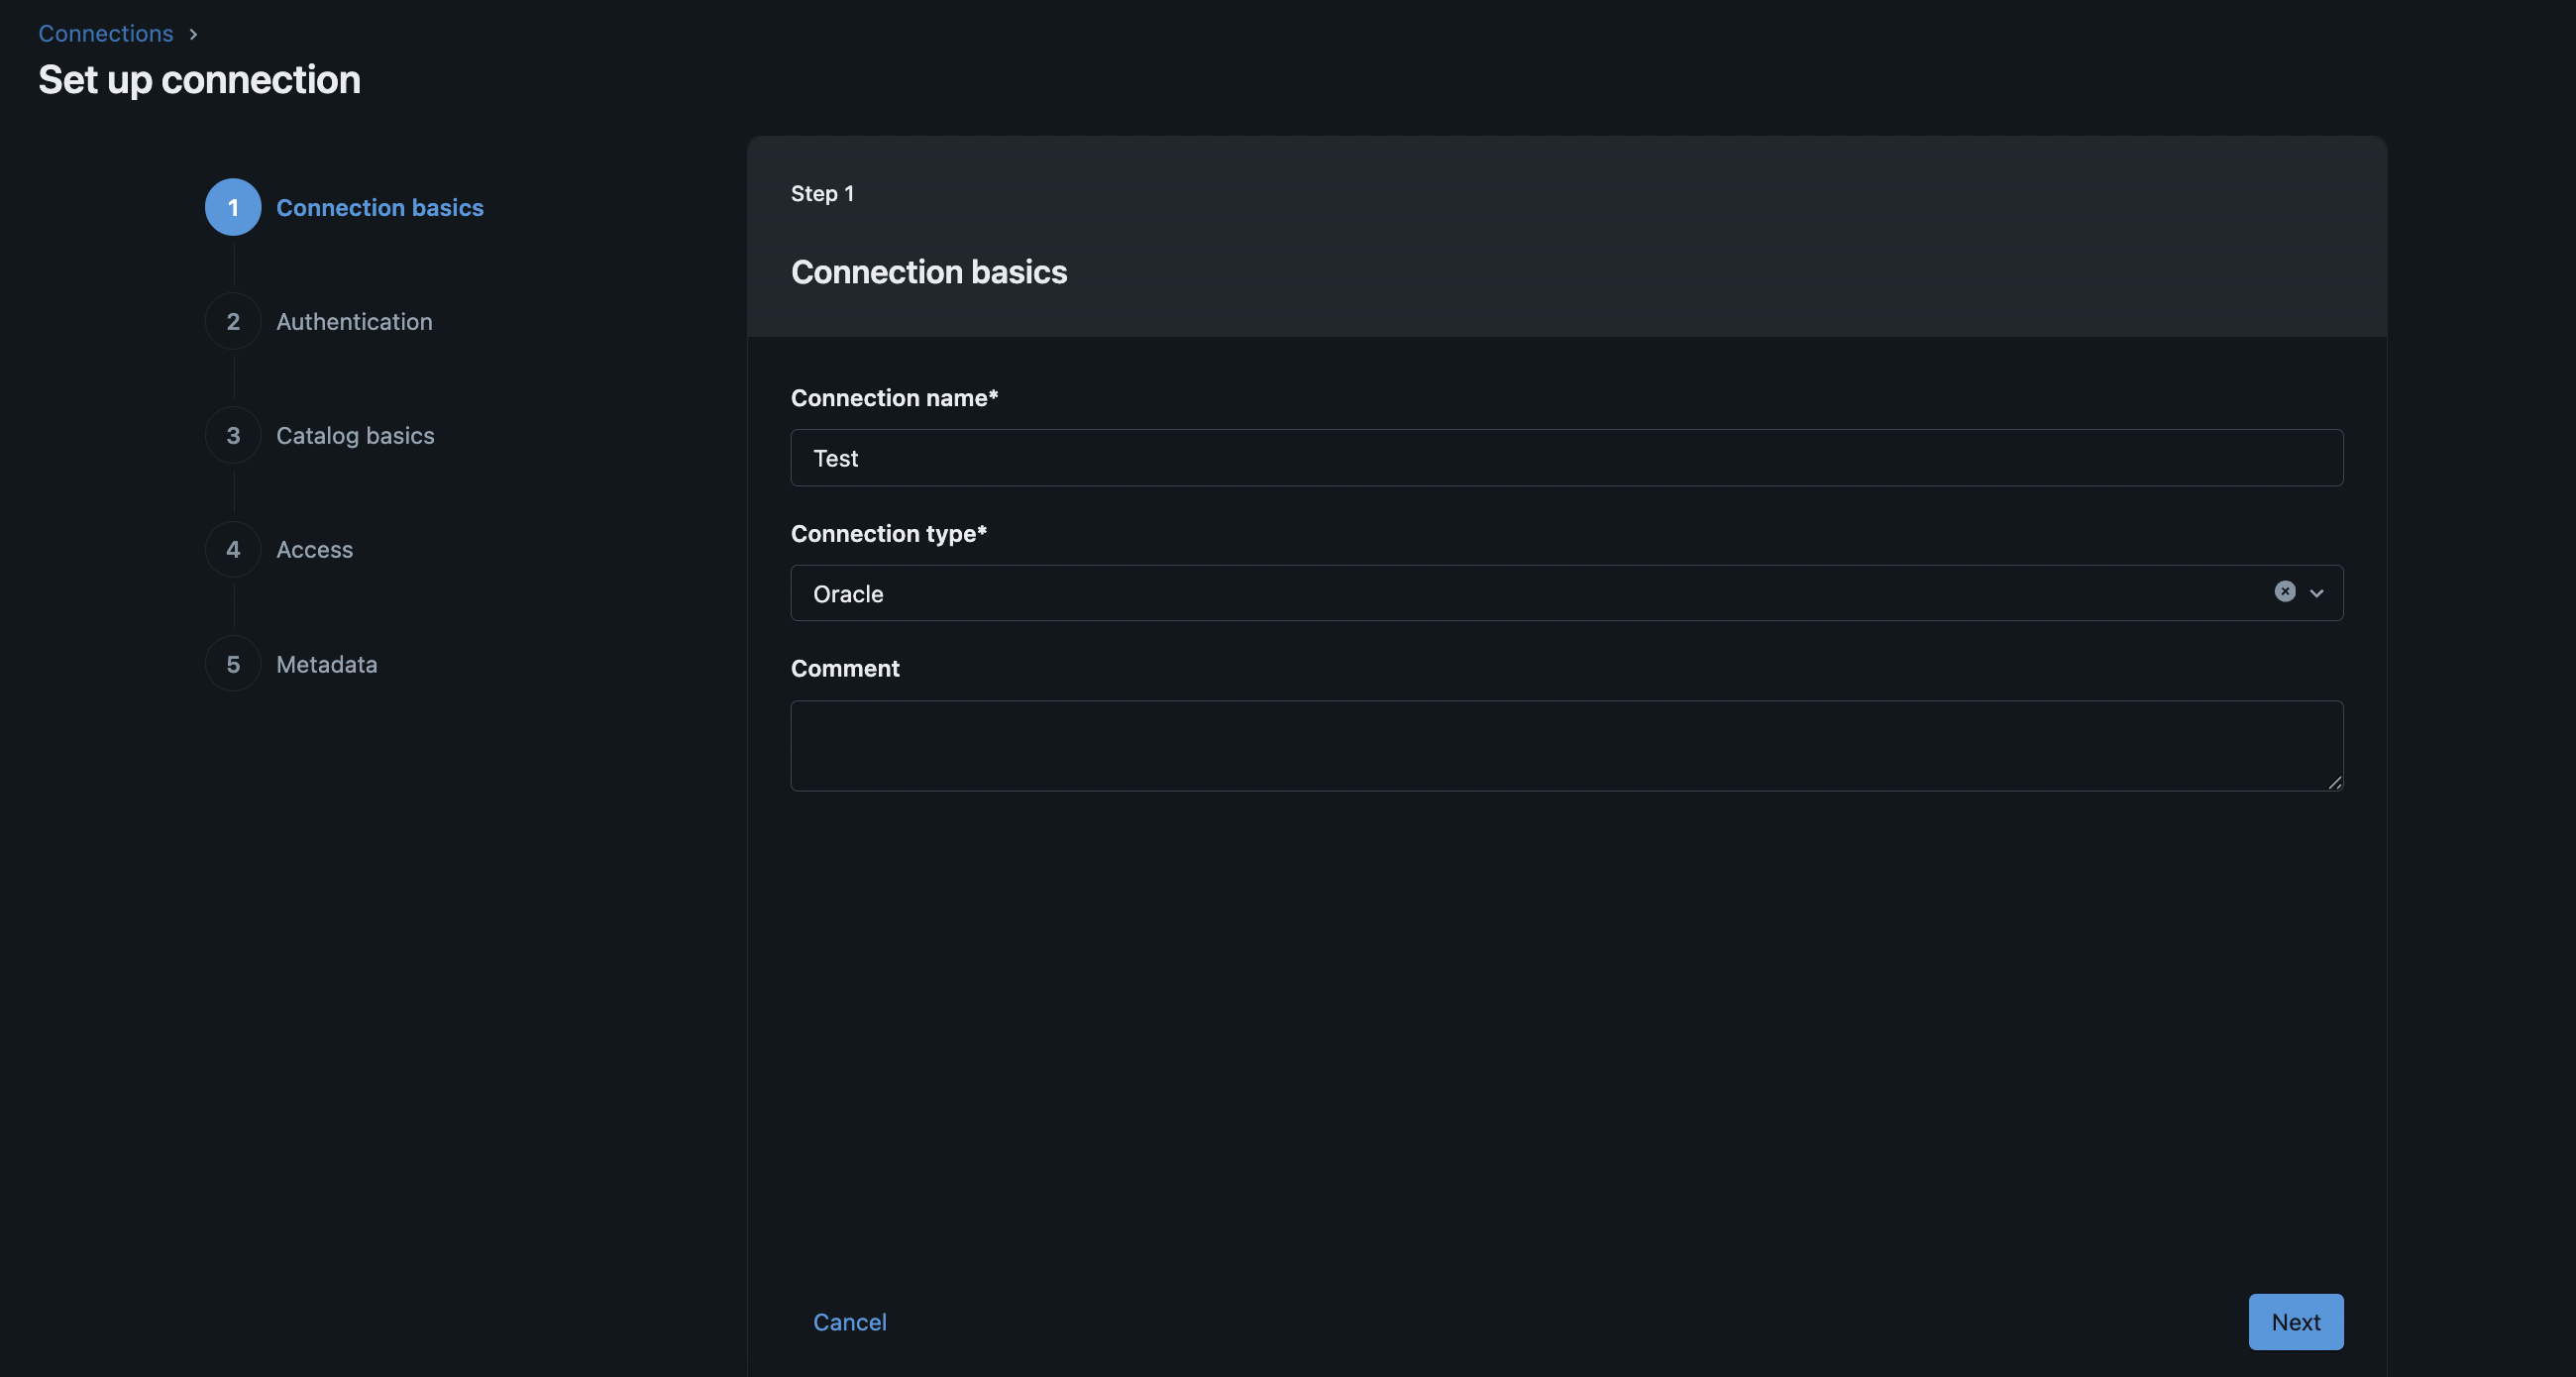 Connections
Set up connection
1 Connection basics
2 Authentication
3 Catalog basics
4 Access
5 Metadata
Step 1
Connection basics
Connection name*
Test
Connection type*
Oracle
Comment
Cancel
Next